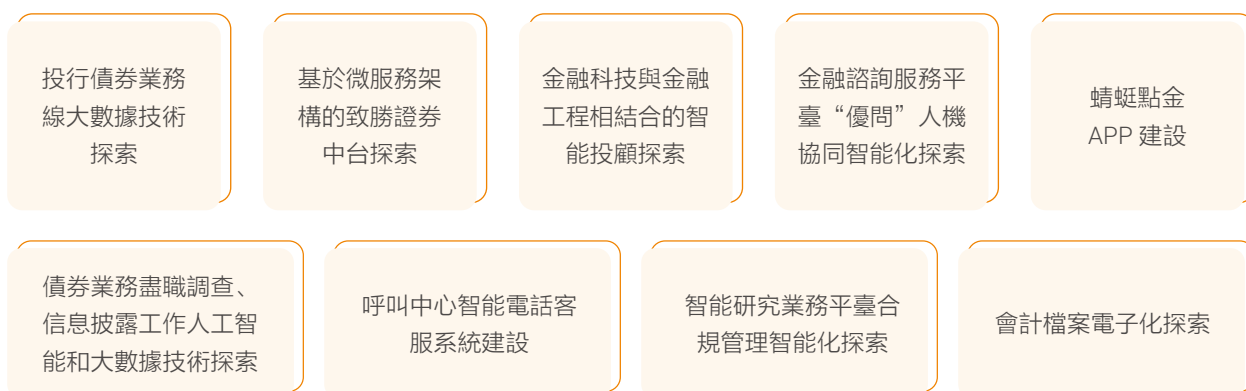 投行債券業務
線大數據技術
探索
基於微服務架
構的致勝證券
中台探索
金融科技與金融
工程相結合的智
能投顧探索
金融諮詢服務平
臺“優問”人機
協同智能化探索
蜻蜓點金
APP 建設
債券業務盡職調查、
信息披露工作人工智
能和大數據技術探索
呼叫中心智能電話客
服系統建設
智能研究業務平臺合
規管理智能化探索
會計檔案電子化探索